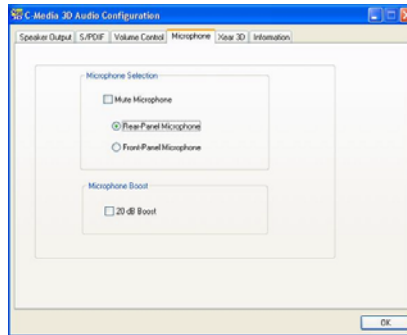 C-Media 3D Audio Configuration
Speaker Output S/PDIF Volume Control Microphone Xear 3D Information
Microphone Selection
Mute Microphone
Rear-Panel Microphone
Front-Panel Microphone
Microphone Boost
20 dB Boost
OK